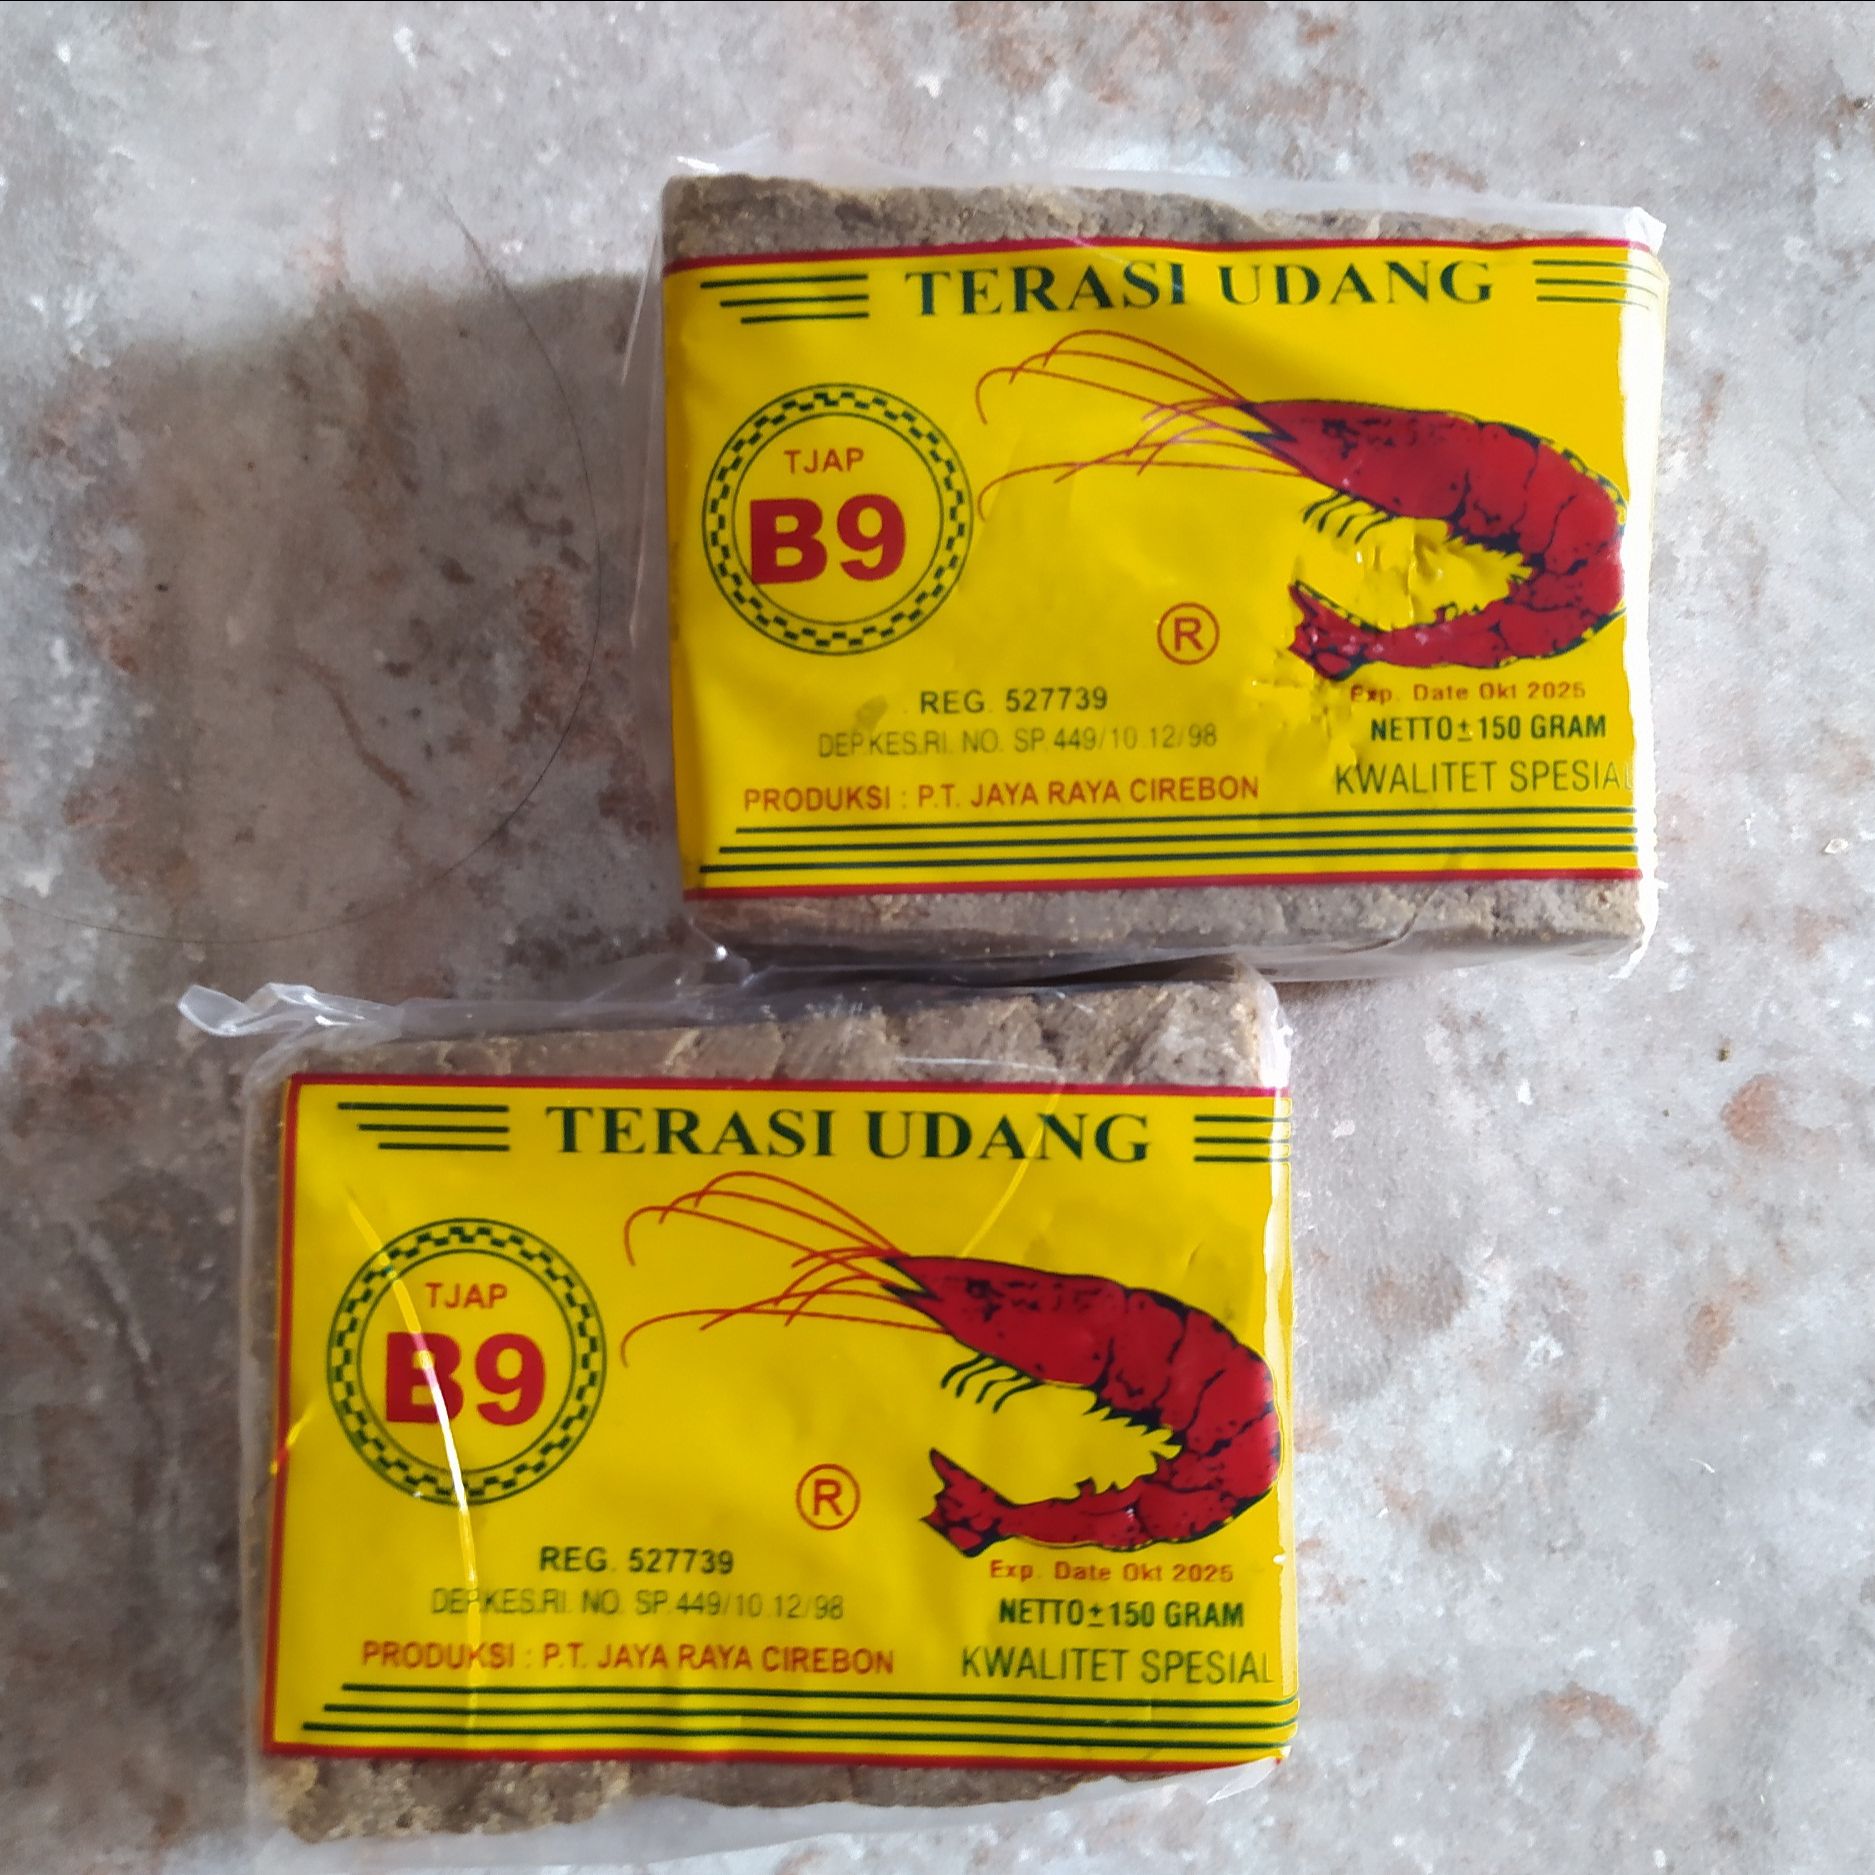 TERASI UDANG
TJAP
B9
®
REG. 527739
DEP.KES.RI. NO. SP. 449/10.12/98
PRODUKSI : P.T. JAYA RAYA CIREBON
Exp. Date Okt 2025
NETTO ± 150 GRAM
KWALITET SPESIAL
TERASI UDANG
TJAP
B9
®
REG. 527739
DEP.KES.RI. NO. SP. 449/10.12/98
PRODUKSI : P.T. JAYA RAYA CIREBON
Exp. Date Okt 2025
NETTO ± 150 GRAM
KWALITET SPESIAL